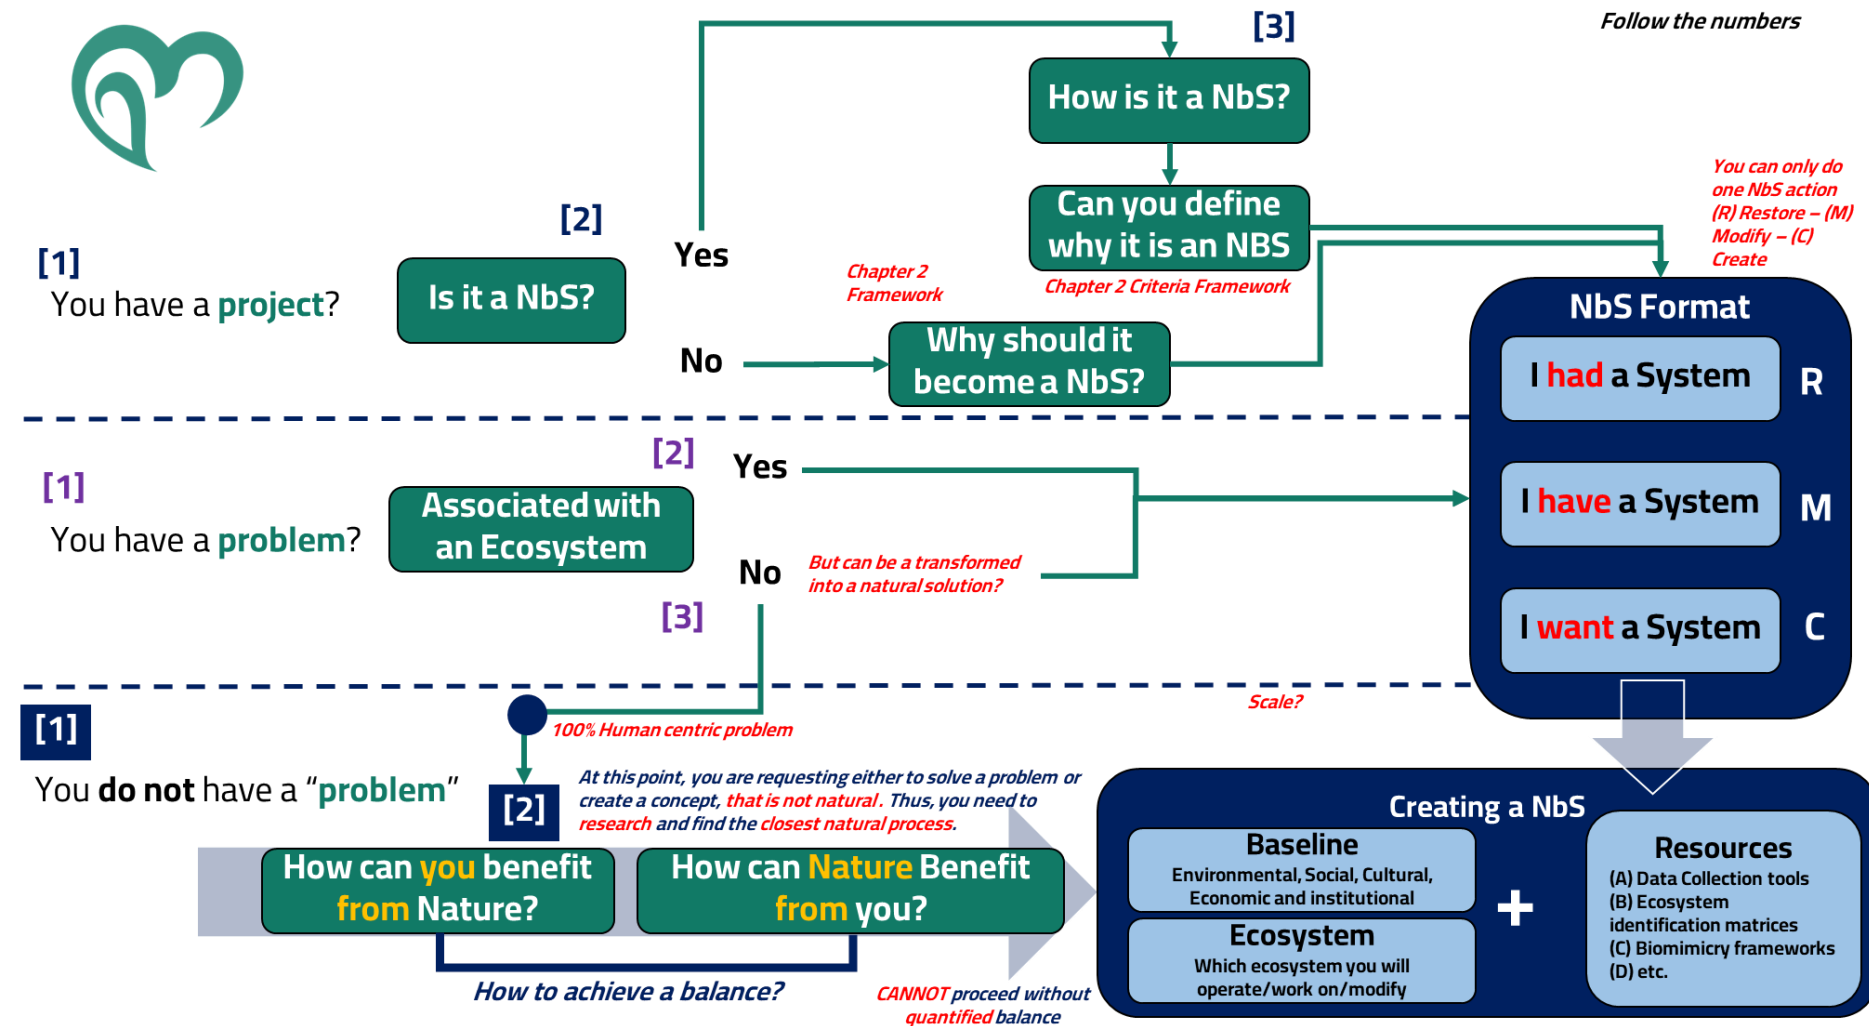 Follow the numbers
[3]
How is it a NbS?
You can only do
one NbS action
(R) Restore – (M)
Modify – (C)
Create
[2]
Can you define
why it is an NBS
Chapter 2 Criteria Framework
Yes
[1]
You have a project?
Is it a NbS?
Chapter 2
Framework
No
Why should it
become a NbS?
NbS Format
I had a System
R
I have a System
M
I want a System
C
[1]
You have a problem?
[2]
Associated with
an Ecosystem
Yes
No
But can be a transformed
into a natural solution?
[3]
Scale?
[1]
You do not have a “problem”
100% Human centric problem
[2]
At this point, you are requesting either to solve a problem or
create a concept, that is not natural. Thus, you need to
research and find the closest natural process.
How can you benefit
from Nature?
How can Nature Benefit
from you?
How to achieve a balance?
CANNOT proceed without
quantified balance
Creating a NbS
Baseline
Environmental, Social, Cultural,
Economic and institutional
Ecosystem
Which ecosystem you will
operate/work on/modify
+
Resources
(A) Data Collection tools
(B) Ecosystem
identification matrices
(C) Biomimicry frameworks
(D) etc.